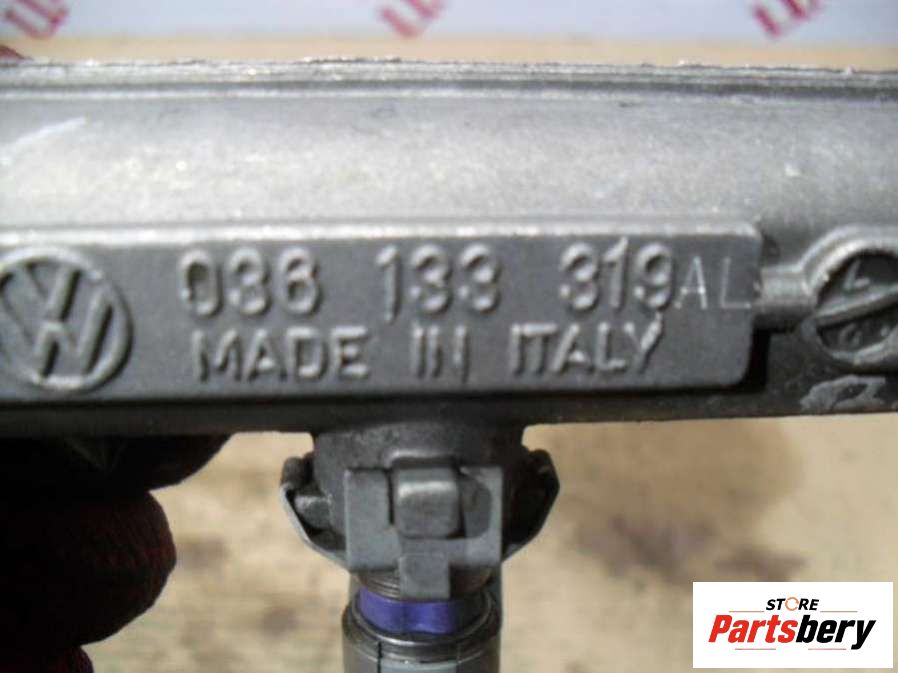 036 133 319AL
MADE IN ITALY
STORE
Partsbery